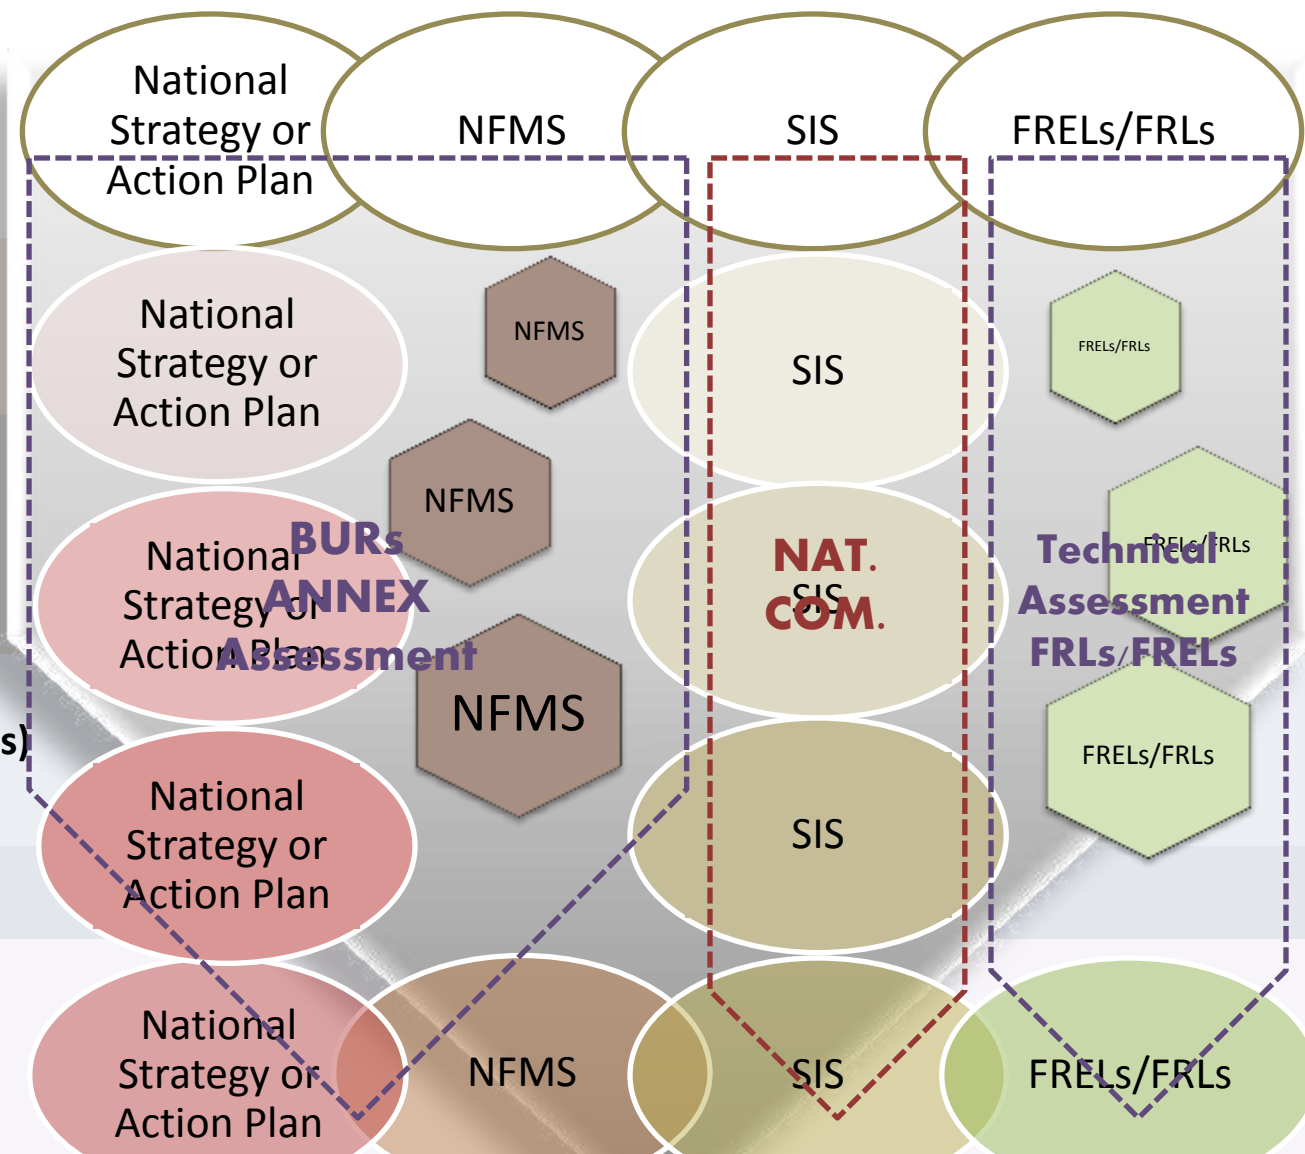 National
Strategy or
Action Plan
NFMS
SIS
FRELs/FRLs
National
Strategy or
Action Plan
NFMS
SIS
FRELs/FRLs
NFMS
National
Strategy or
Action Plan
BURs
ANNEX
Assessment
SIS
NAT.
COM.
FRELs/FRLs
Technical
Assessment
FRLs/FRELs
NFMS
s)
FRELs/FRLs
National
Strategy or
Action Plan
SIS
National
Strategy or
Action Plan
NFMS
SIS
FRELs/FRLs